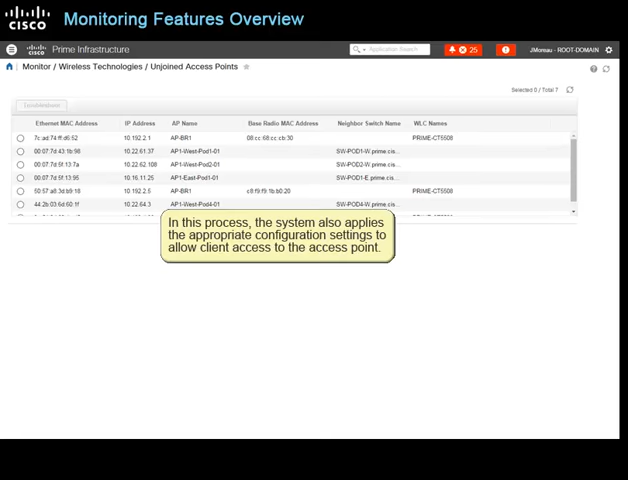 CISCO
Monitoring Features Overview
CISCO Prime Infrastructure Application Search 25 JMoreau - ROOT-DOMAIN
Monitor / Wireless Technologies / Unjoined Access Points
Selected 0 / Total 7
Ethernet MAC Address IP Address AP Name Base Radio MAC Address Neighbor Switch Name WLC Names
7c:ad:74:ff:d6:52 10.192.2.1 AP-BR1 08:cc:68:cc:cb:30 PRIME-CT5508
00:07:7d:43:1b:98 10.22.61.37 AP1-West-Pod1-01 SW-POD1-W.prime.cis...
00:07:7d:5f:13:7a 10.22.62.108 AP1-West-Pod2-01 SW-POD2-W.prime.cis...
00:07:7d:5f:13:95 10.16.11.25 AP1-East-Pod1-01 SW-POD1-E.prime.cis...
50:57:a8:3d:b9:18 10.192.2.5 AP-BR1 c8:f9:f9:1b:b0:20 PRIME-CT5508
44:2b:03:6d:60:1f 10.22.64.3 AP1-West-Pod4-01 SW-POD4-W.prime.cis...
In this process, the system also applies
the appropriate configuration settings to
allow client access to the access point.